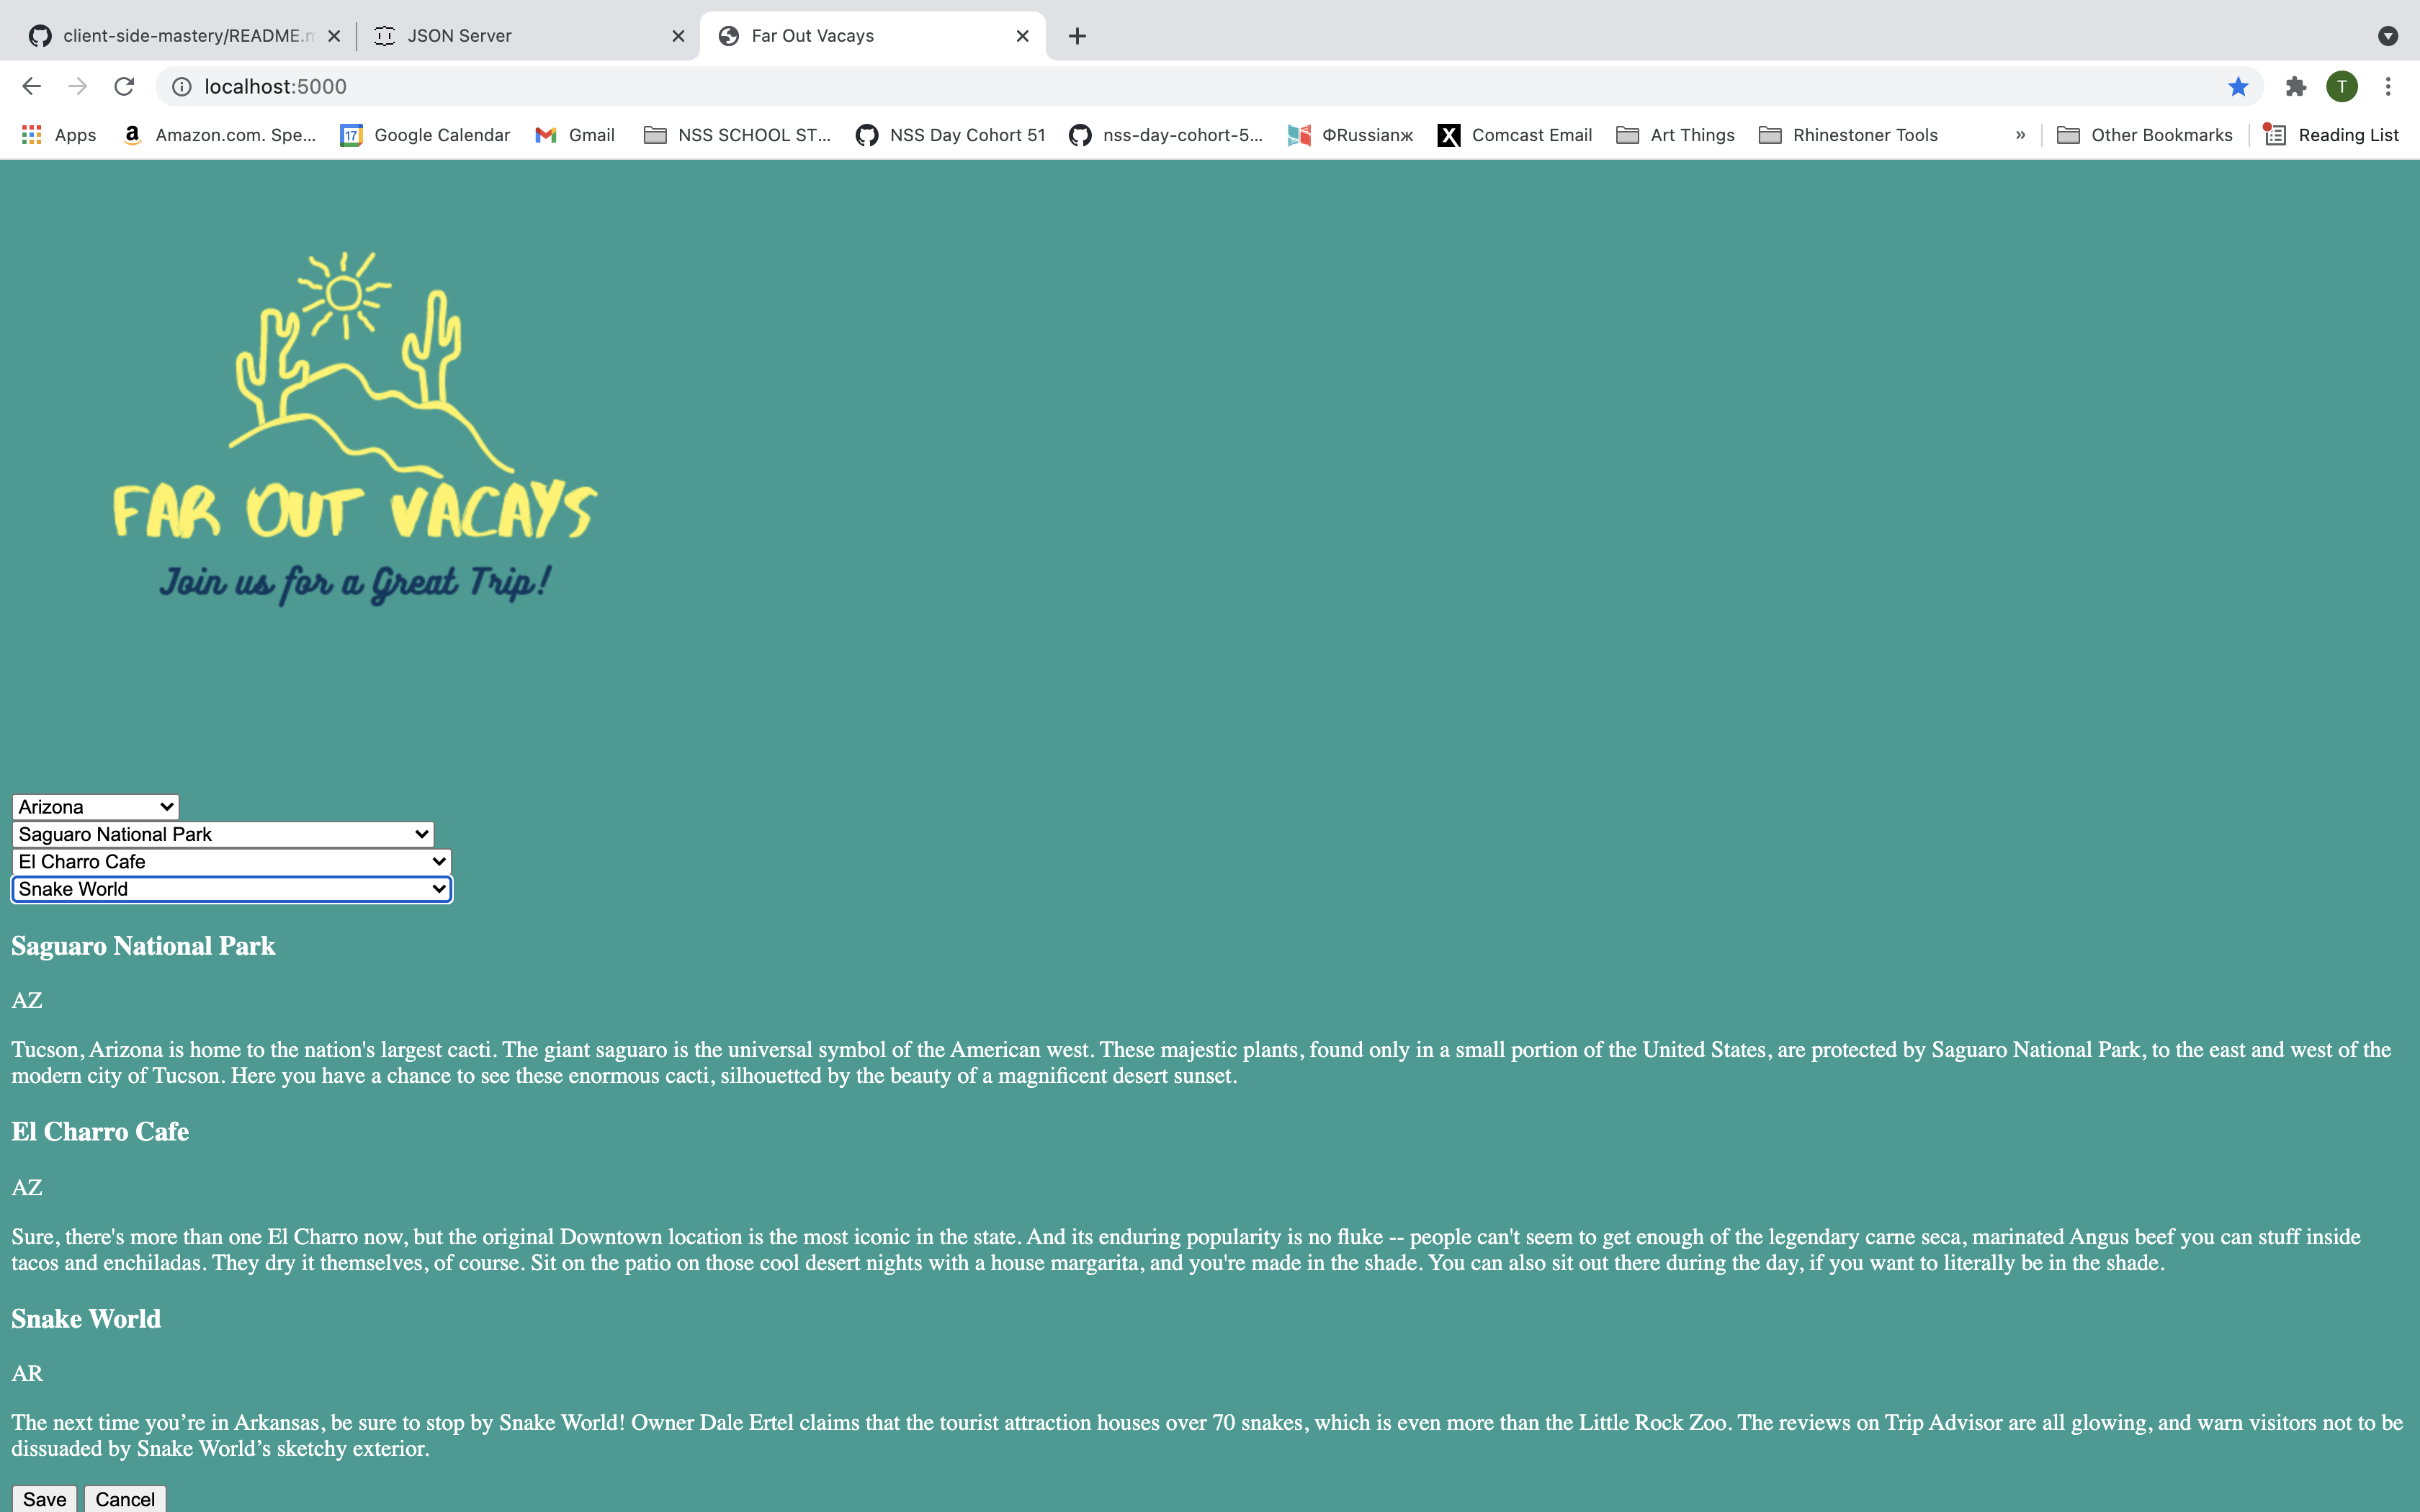 client-side-mastery/README.m
JSON Server
Far Out Vacays
localhost:5000
T
Apps
Amazon.com. Spe...
17
Google Calendar
Gmail
NSS SCHOOL ST...
NSS Day Cohort 51
nss-day-cohort-5...
ФRussianж
Comcast Email
Art Things
Rhinestoner Tools
»
Other Bookmarks
Reading List
FAR OUT VACAYS
Join us for a Great Trip!
Arizona
Saguaro National Park
El Charro Cafe
Snake World
Saguaro National Park
AZ
Tucson, Arizona is home to the nation's largest cacti. The giant saguaro is the universal symbol of the American west. These majestic plants, found only in a small portion of the United States, are protected by Saguaro National Park, to the east and west of the
modern city of Tucson. Here you have a chance to see these enormous cacti, silhouetted by the beauty of a magnificent desert sunset.
El Charro Cafe
AZ
Sure, there's more than one El Charro now, but the original Downtown location is the most iconic in the state. And its enduring popularity is no fluke -- people can't seem to get enough of the legendary carne seca, marinated Angus beef you can stuff inside
tacos and enchiladas. They dry it themselves, of course. Sit on the patio on those cool desert nights with a house margarita, and you're made in the shade. You can also sit out there during the day, if you want to literally be in the shade.
Snake World
AR
The next time you’re in Arkansas, be sure to stop by Snake World! Owner Dale Ertel claims that the tourist attraction houses over 70 snakes, which is even more than the Little Rock Zoo. The reviews on Trip Advisor are all glowing, and warn visitors not to be
dissuaded by Snake World’s sketchy exterior.
Save Cancel